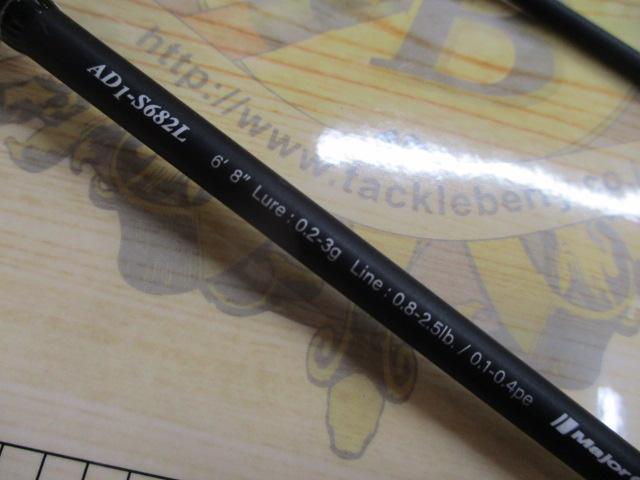 AD1-S682L
6' 8" Lure : 0.2-3g Line : 0.8-2.5lb. / 0.1-0.4pe
Major
http://www.tackleberry.co.
B